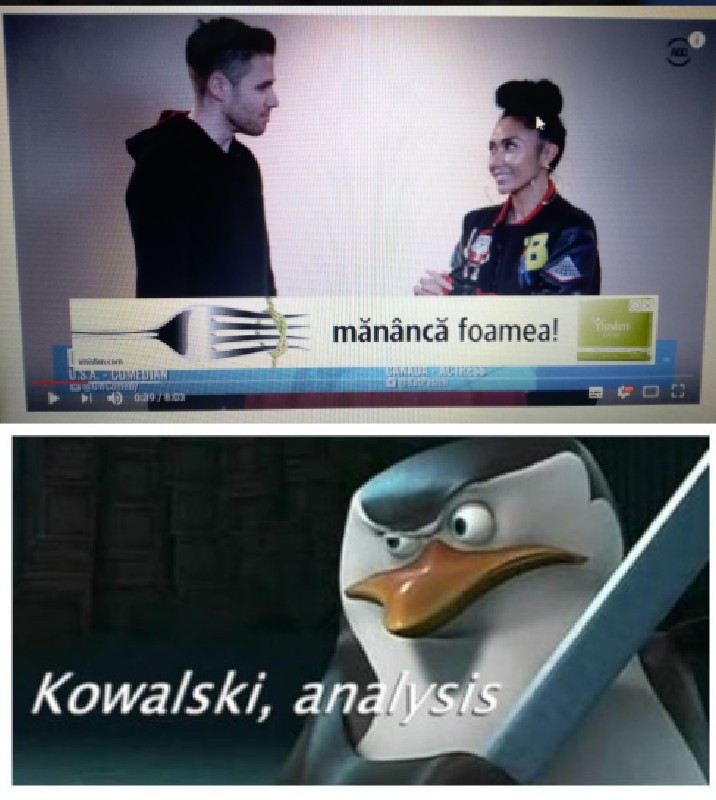 mănâncă foamea!
U.S.A. - COMEDIAN
CANADA - ACTRESS
0:39 / 8:03
Kowalski, analysis